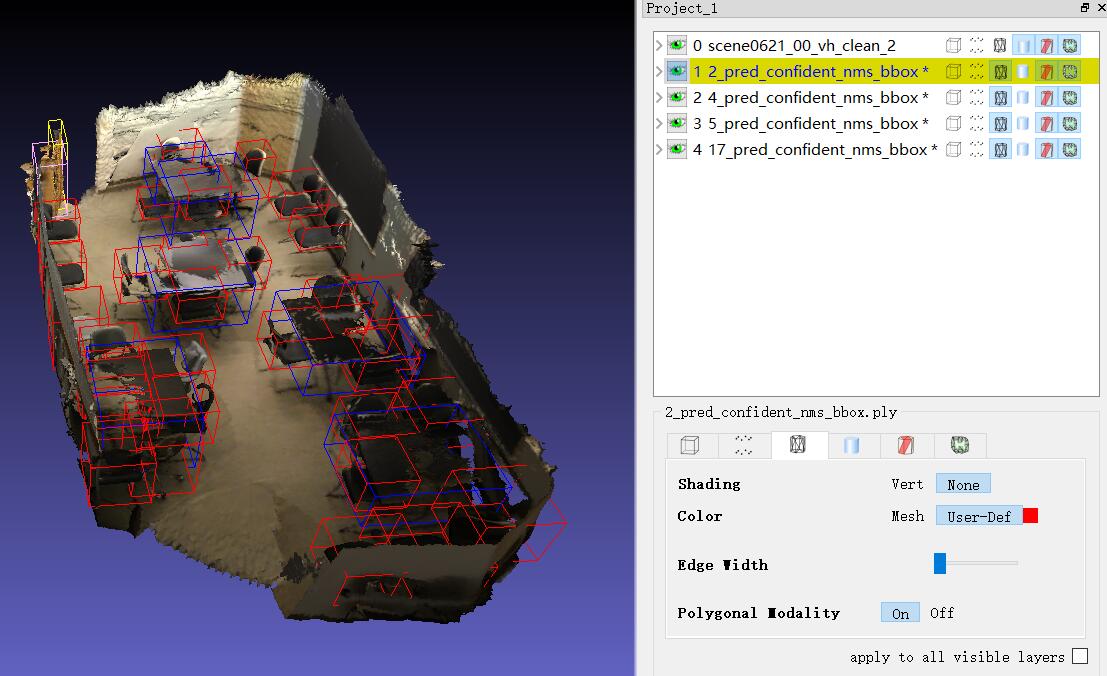 Project_1
0 scene0621_00_vh_clean_2
1 2_pred_confident_nms_bbox *
2 4_pred_confident_nms_bbox *
3 5_pred_confident_nms_bbox *
4 17_pred_confident_nms_bbox *
2_pred_confident_nms_bbox.ply
Shading Vert None
Color Mesh User-Def
Edge Width
Polygonal Modality On Off
apply to all visible layers